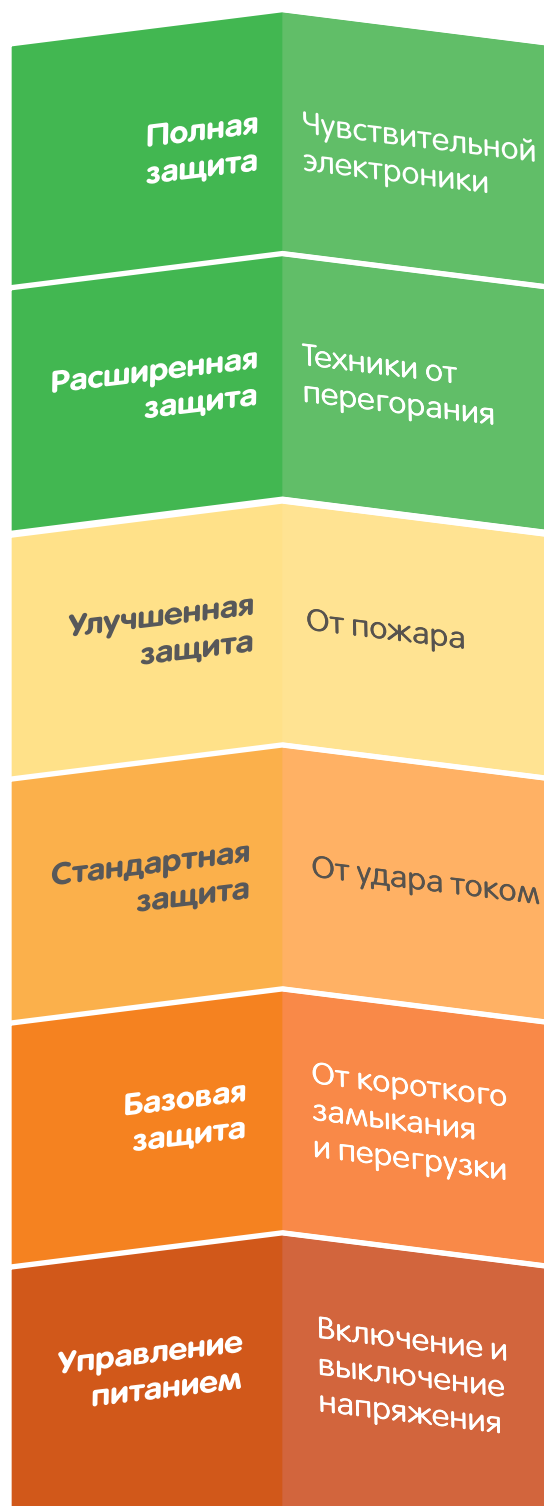 Полная
защита
Чувствительной
электроники
Расширенная
защита
Техники от
перегорания
Улучшенная
защита
От пожара
Стандартная
защита
От удара током
Базовая
защита
От короткого
замыкания
и перегрузки
Управление
питанием
Включение и
выключение
напряжения